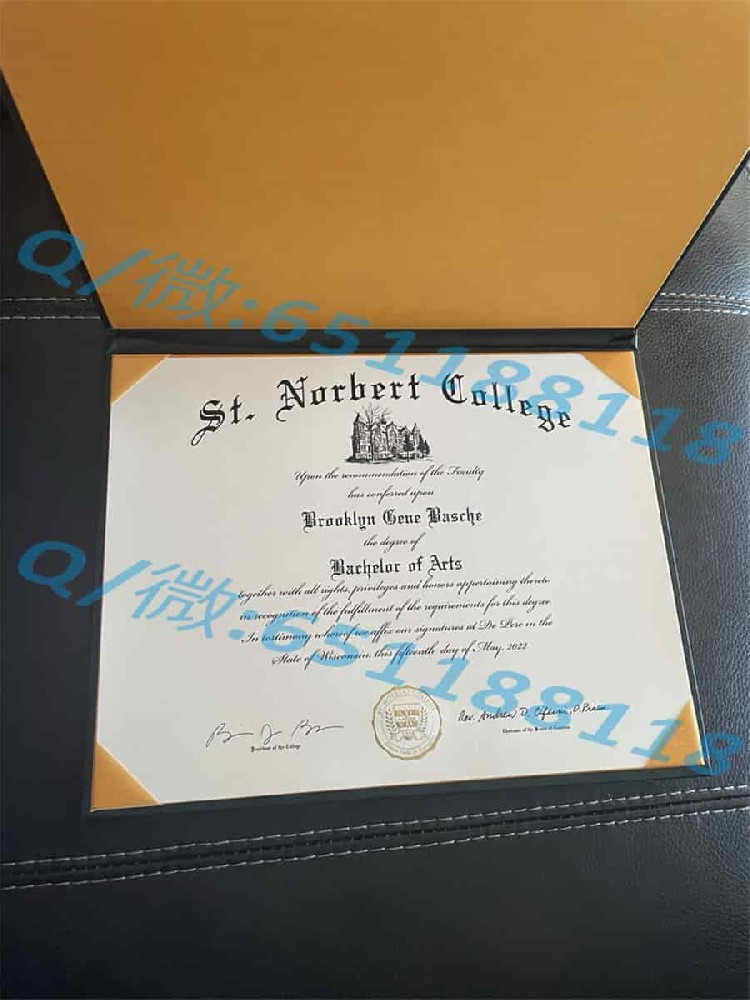 Q/微:651188118
St. Norbert College
Upon the recommendation of the Faculty
has conferred upon
Brooklyn Gene Basche
the degree of
Bachelor of Arts
together with all rights, privileges and honors appertaining thereto
in recognition of the fulfillment of the requirements for this degree
In testimony whereof we affix our signatures at De Pere in the
State of Wisconsin, this fifteenth day of May, 2022
Q/微:651188118
Rev. Andrew D.
President of the College